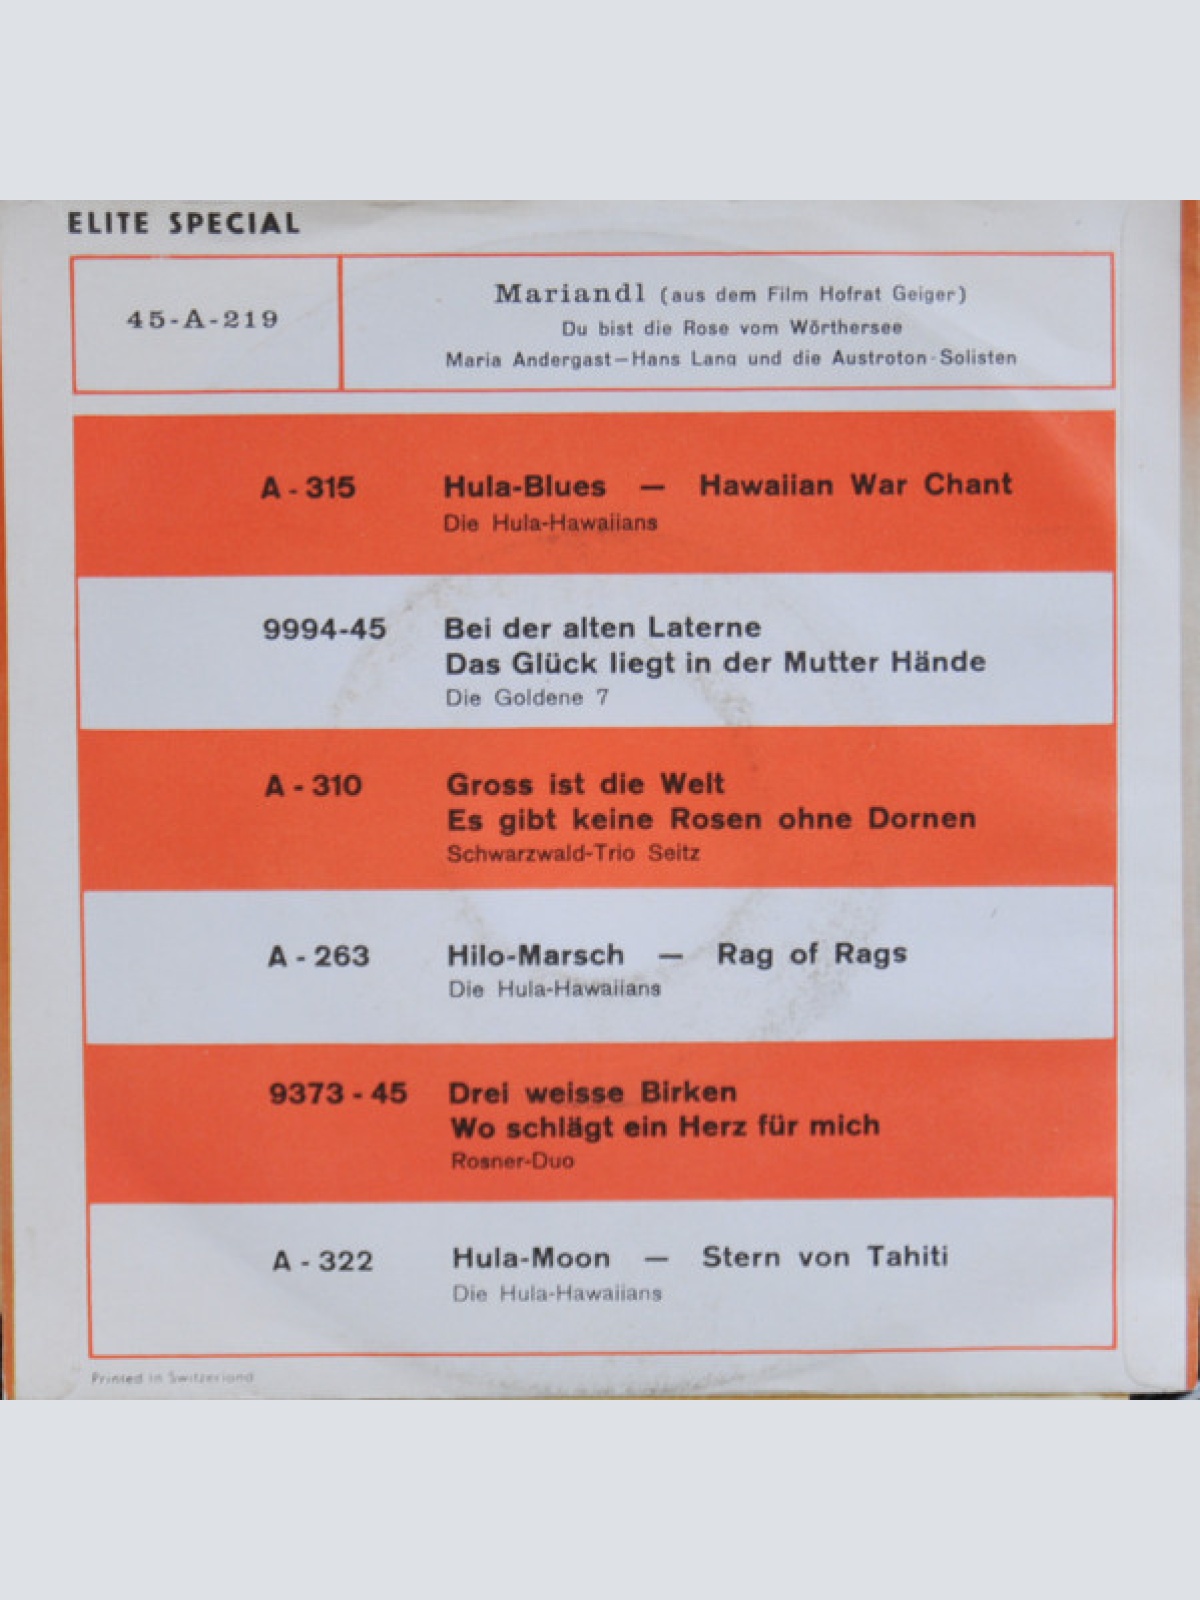 ELITE SPECIAL
45-A-219
Mariandl (aus dem Film Hofrat Geiger)
Du bist die Rose vom Wörthersee
Maria Andergast–Hans Lang und die Austroton-Solisten
A - 315
Hula-Blues — Hawaiian War Chant
Die Hula-Hawaiians
9994-45
Bei der alten Laterne
Das Glück liegt in der Mutter Hände
Die Goldene 7
A - 310
Gross ist die Welt
Es gibt keine Rosen ohne Dornen
Schwarzwald-Trio Seitz
A - 263
Hilo-Marsch — Rag of Rags
Die Hula-Hawaiians
9373 - 45
Drei weisse Birken
Wo schlägt ein Herz für mich
Rosner-Duo
A - 322
Hula-Moon — Stern von Tahiti
Die Hula-Hawaiians
Printed in Switzerland